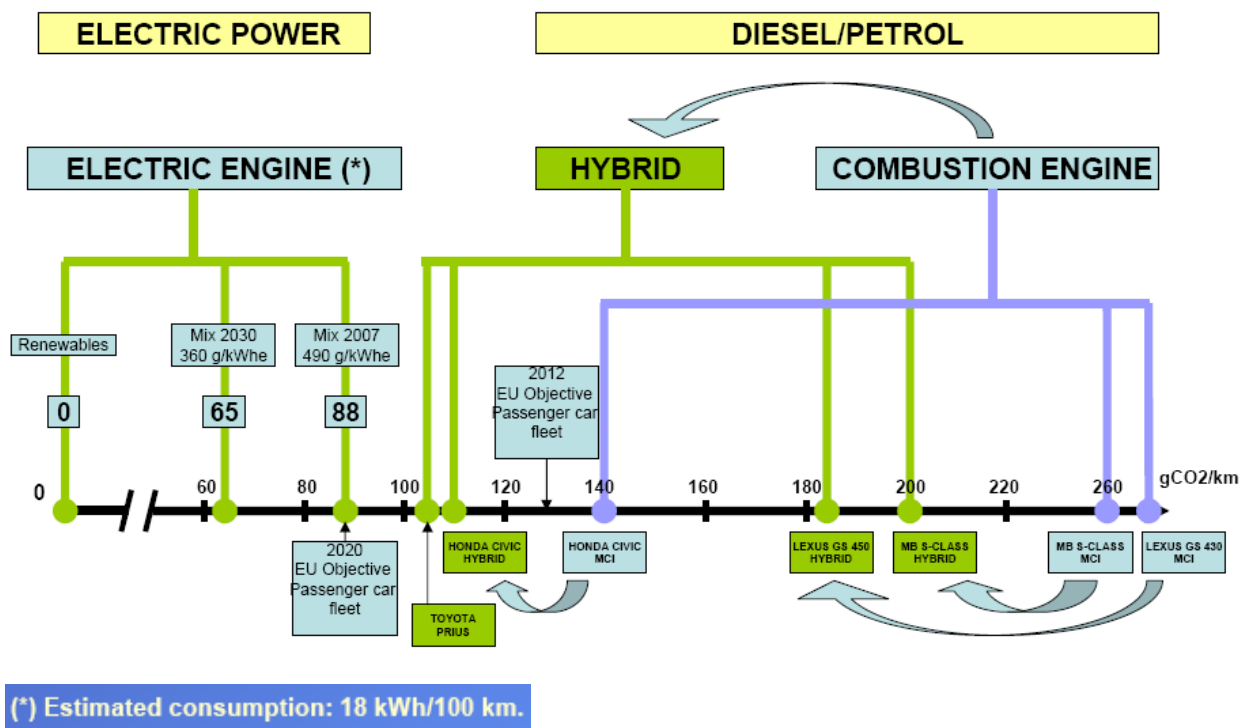 ELECTRIC POWER
DIESEL/PETROL
ELECTRIC ENGINE (*)
HYBRID
COMBUSTION ENGINE
Renewables
Mix 2030
360 g/kWhe
Mix 2007
490 g/kWhe
2012
EU Objective
Passenger car
fleet
0
65
88
0
60
80
100
120
140
160
180
200
220
260
gCO2/km
2020
EU Objective
Passenger car
fleet
TOYOTA
PRIUS
HONDA CIVIC
HYBRID
HONDA CIVIC
MCI
LEXUS GS 450
HYBRID
MB S-CLASS
HYBRID
MB S-CLASS
MCI
LEXUS GS 430
MCI
(*) Estimated consumption: 18 kWh/100 km.